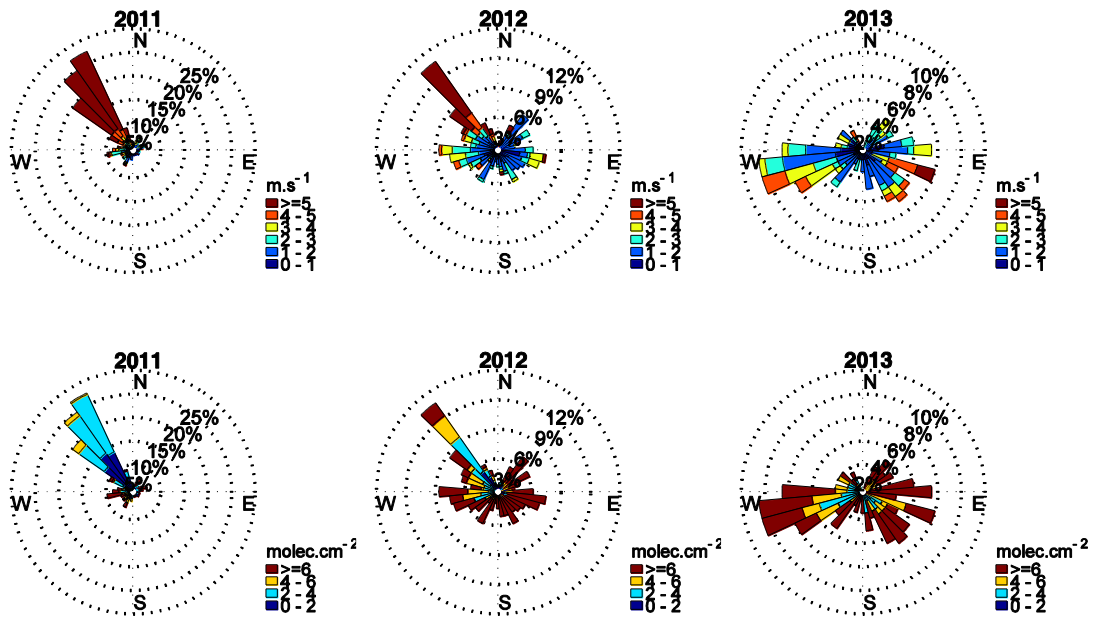 2011
N
25%
20%
15%
10%
5%
W
E
S
m.s-1
>=5
4 - 5
3 - 4
2 - 3
1 - 2
0 - 1
2012
N
12%
9%
6%
W
E
S
m.s-1
>=5
4 - 5
3 - 4
2 - 3
1 - 2
0 - 1
2013
N
10%
8%
6%
4%
2%
W
E
S
m.s-1
>=5
4 - 5
3 - 4
2 - 3
1 - 2
0 - 1
2011
N
25%
20%
15%
10%
5%
W
E
S
molec.cm-2
>=6
4 - 6
2 - 4
0 - 2
2012
N
12%
9%
6%
W
E
S
molec.cm-2
>=6
4 - 6
2 - 4
0 - 2
2013
N
10%
8%
6%
4%
2%
W
E
S
molec.cm-2
>=6
4 - 6
2 - 4
0 - 2